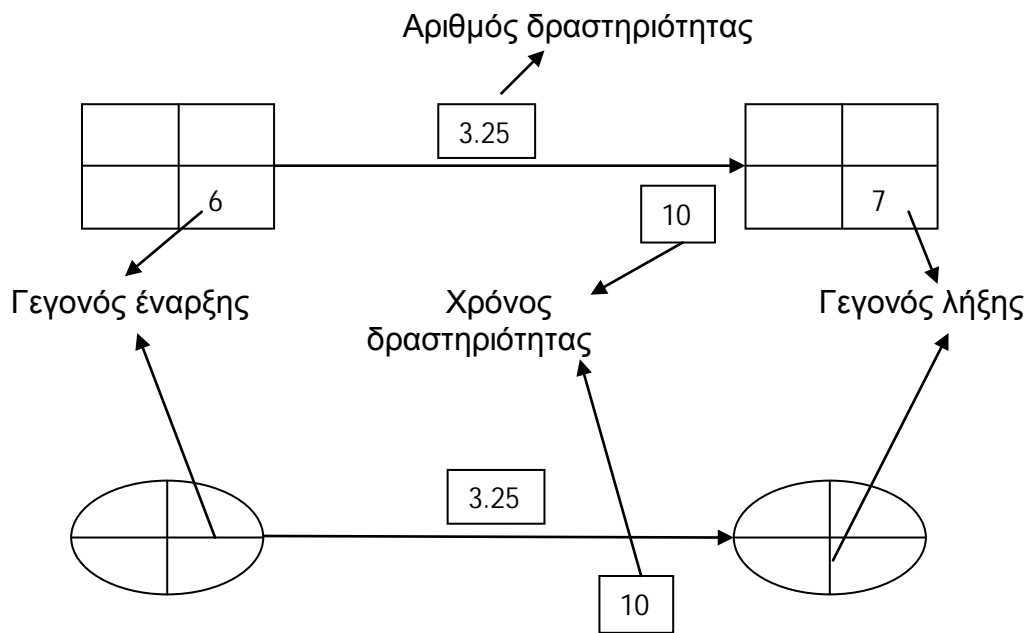 Αριθμός δραστηριότητας
3.25
6
10
7
Γεγονός έναρξης
Χρόνος
δραστηριότητας
Γεγονός λήξης
3.25
10